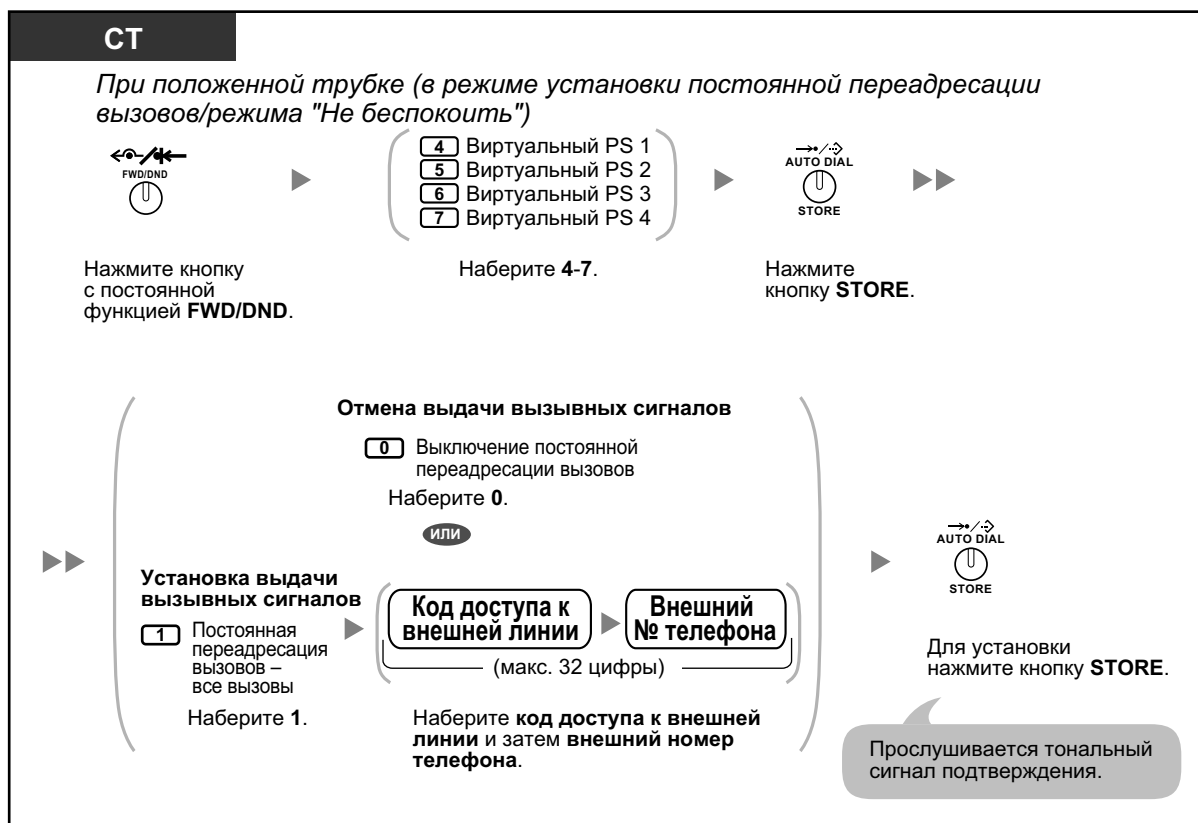 СТ
При положенной трубке (в режиме установки постоянной переадресации
вызовов/режима "Не беспокоить")
FWD/DND
4 Виртуальный PS 1
5 Виртуальный PS 2
6 Виртуальный PS 3
7 Виртуальный PS 4
AUTO DIAL
STORE
Нажмите кнопку
с постоянной
функцией FWD/DND.
Наберите 4-7.
Нажмите
кнопку STORE.
Отмена выдачи вызывных сигналов
0 Выключение постоянной
переадресации вызовов
Наберите 0.
ИЛИ
Установка выдачи
вызывных сигналов
1 Постоянная
переадресация
вызовов –
все вызовы
Наберите 1.
Код доступа к
внешней линии
Внешний
№ телефона
(макс. 32 цифры)
Наберите код доступа к внешней
линии и затем внешний номер
телефона.
AUTO DIAL
STORE
Для установки
нажмите кнопку STORE.
Прослушивается тональный
сигнал подтверждения.